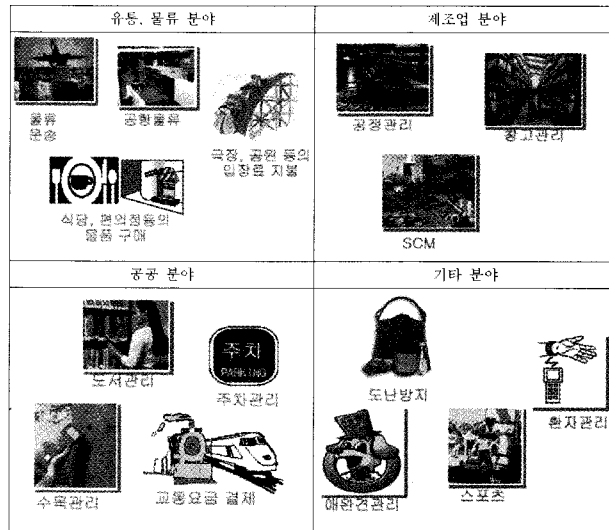 유통, 물류 분야
제조업 분야
물류
운송
공항물류
극장, 공원 등의
입장료 지불
식당, 편의점등의
물품 구매
공정관리
창고관리
SCM
공공 분야
기타 분야
도서관리
주차
PARKING
주차관리
수목관리
교통요금 결제
도난방지
환자관리
애완견관리
스포츠